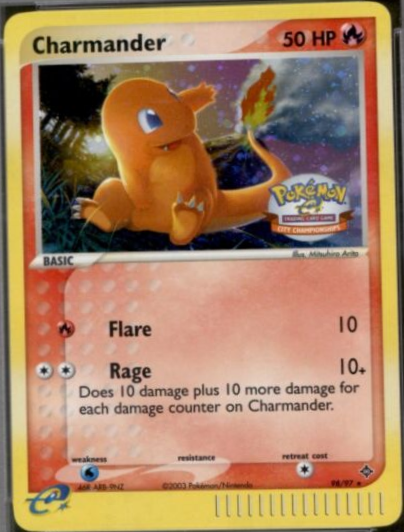 Charmander 50 HP
POKéMON
TRADING CARD GAME
CITY CHAMPIONSHIPS
BASIC
Illus. Mitsuhiro Arita
Flare 10
Rage 10+
Does 10 damage plus 10 more damage for
each damage counter on Charmander.
weakness resistance retreat cost
©2003 Pokémon/Nintendo 98/97 ★
e